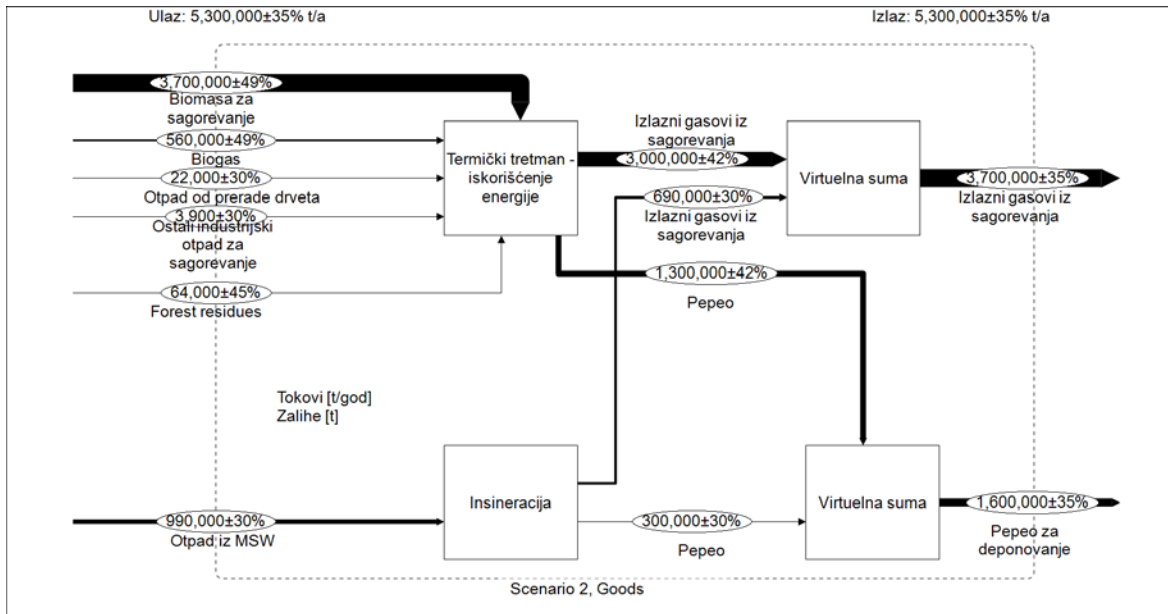 Ulaz: 5,300,000±35% t/a
Izlaz: 5,300,000±35% t/a
3,700,000±49%
Biomasa za
sagorevanje
560,000±49%
Biogas
22,000±30%
Otpad od prerade drveta
3,900±30%
Ostali industrijski
otpad za
sagorevanje
64,000±45%
Forest residues
Termički tretman -
iskorišćenje
energije
Izlazni gasovi iz
sagorevanja
3,000,000±42%
690,000±30%
Izlazni gasovi iz
sagorevanja
Virtuelna suma
3,700,000±35%
Izlazni gasovi iz
sagorevanja
1,300,000±42%
Pepeo
Tokovi [t/god]
Zalihe [t]
990,000±30%
Otpad iz MSW
Insineracija
300,000±30%
Pepeo
Virtuelna suma
1,600,000±35%
Pepeo za
deponovanje
Scenario 2, Goods